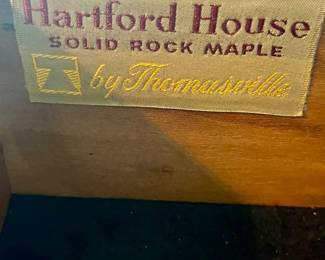 Hartford House
SOLID ROCK MAPLE
by Thomasville